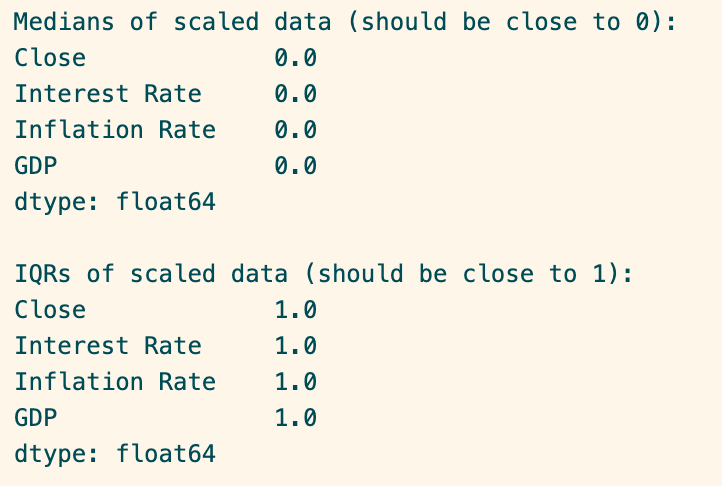 Medians of scaled data (should be close to 0):
Close             0.0
Interest Rate     0.0
Inflation Rate    0.0
GDP               0.0
dtype: float64

IQRs of scaled data (should be close to 1):
Close             1.0
Interest Rate     1.0
Inflation Rate    1.0
GDP               1.0
dtype: float64